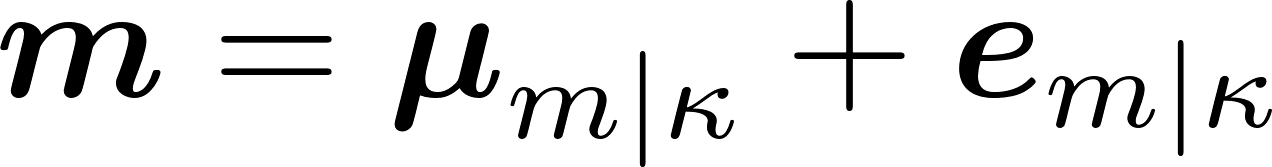 𝒎 = 𝝁_{m|κ} + 𝒆_{m|κ}